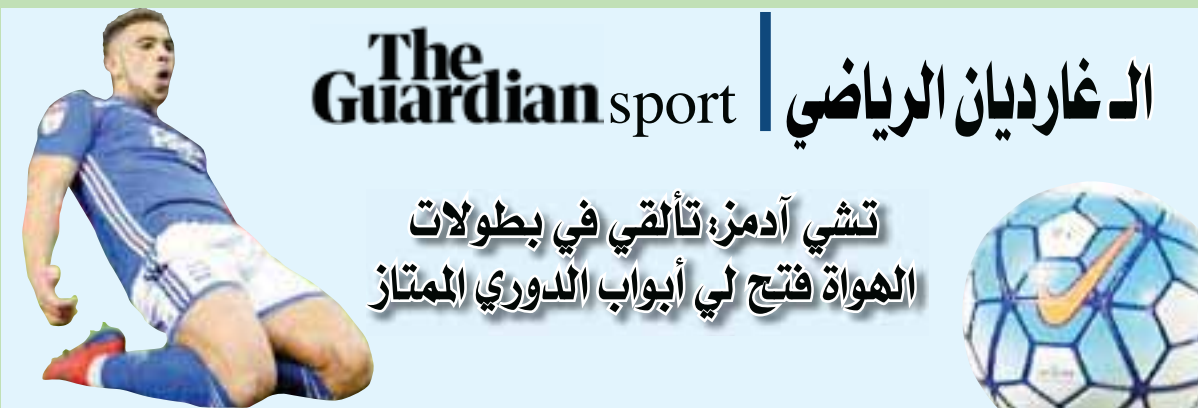 الـ غارديان الرياضي
The Guardian sport
تشي آدمز: تألقي في بطولات
الهواة فتح لي أبواب الدوري الممتاز